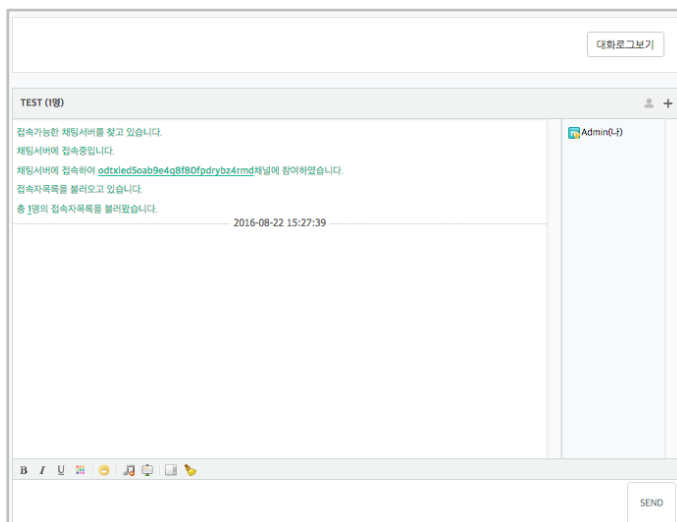 대화로그보기
TEST (1명)
접속가능한 채팅서버를 찾고 있습니다.
Admin(나)
채팅서버에 접속중입니다.
채팅서버에 접속하여 odtxled5oab9e4q8f80fpdrybz4rmd채널에 참여하였습니다.
접속자목록을 불러오고 있습니다.
총 1명의 접속자목록을 불러왔습니다.
2016-08-22 15:27:39
B I U
SEND